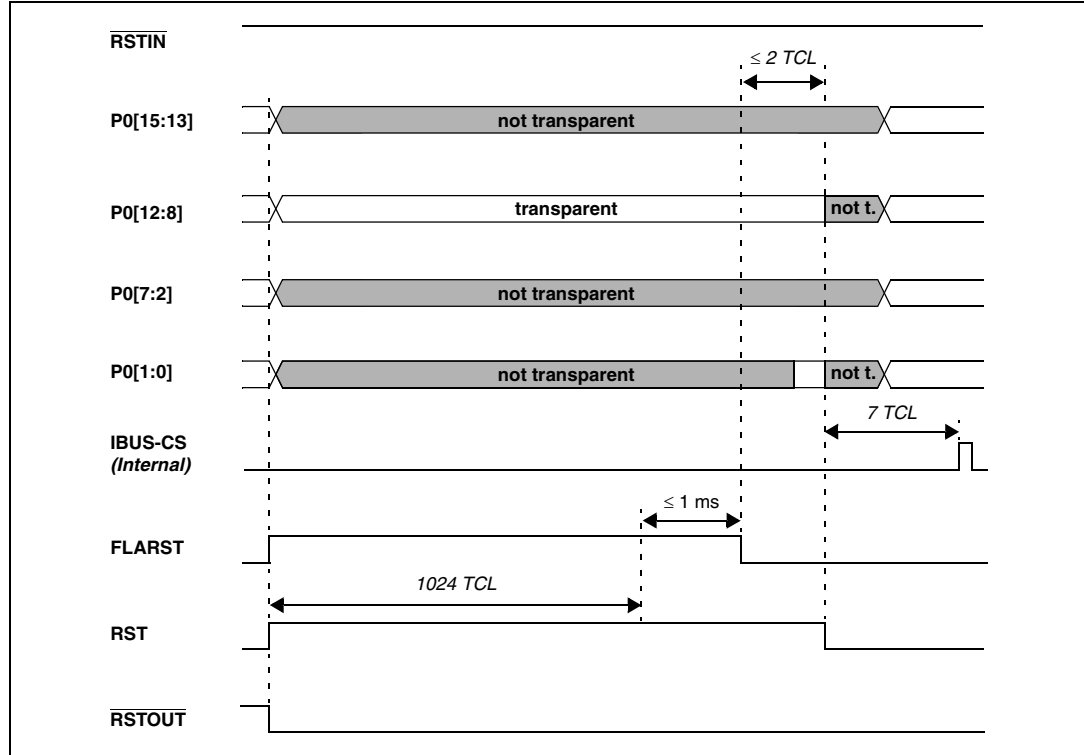 RSTIN
≤ 2 TCL
P0[15:13]
not transparent
P0[12:8]
transparent
not t.
P0[7:2]
not transparent
P0[1:0]
not transparent
not t.
7 TCL
IBUS-CS
(Internal)
≤ 1 ms
FLARST
1024 TCL
RST
RSTOUT